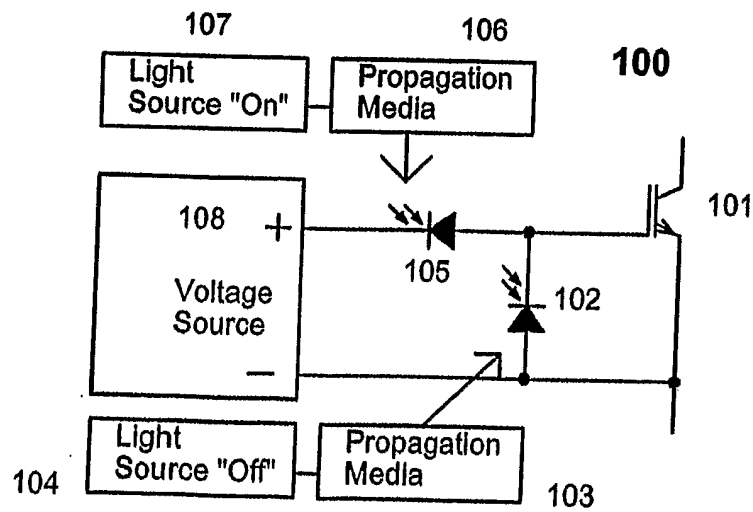 107
106
100
Light
Source "On"
Propagation
Media
108
+
101
105
102
Voltage
Source
−
Light
Source "Off"
Propagation
Media
104
103